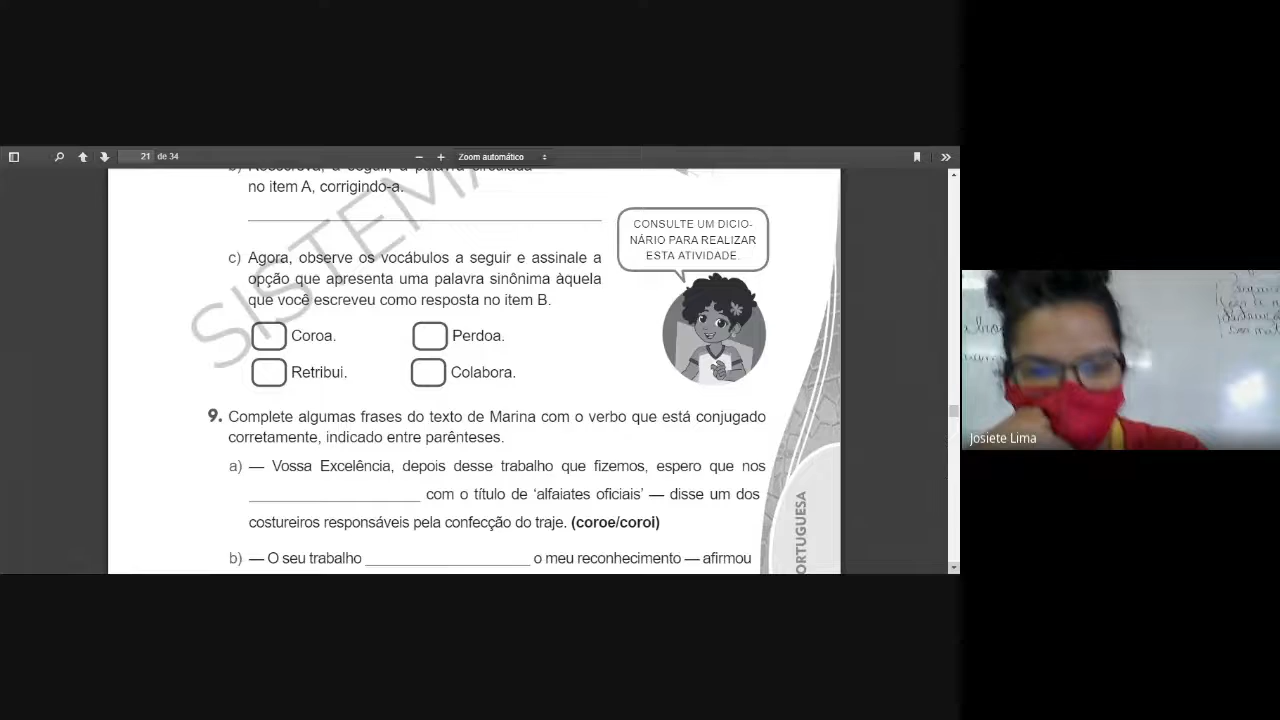 21 de 34
Zoom automático
no item A, corrigindo-a.
CONSULTE UM DICIO-
NÁRIO PARA REALIZAR
ESTA ATIVIDADE.
c) Agora, observe os vocábulos a seguir e assinale a
opção que apresenta uma palavra sinônima àquela
que você escreveu como resposta no item B.
Coroa. Perdoa.
Retribui. Colabora.
SISTEMA
9. Complete algumas frases do texto de Marina com o verbo que está conjugado
corretamente, indicado entre parênteses.
a) — Vossa Excelência, depois desse trabalho que fizemos, espero que nos
____________________ com o título de ‘alfaiates oficiais’ — disse um dos
costureiros responsáveis pela confecção do traje. (coroe/coroi)
b) — O seu trabalho ____________________ o meu reconhecimento — afirmou
ORTUGUESA
Josiete Lima